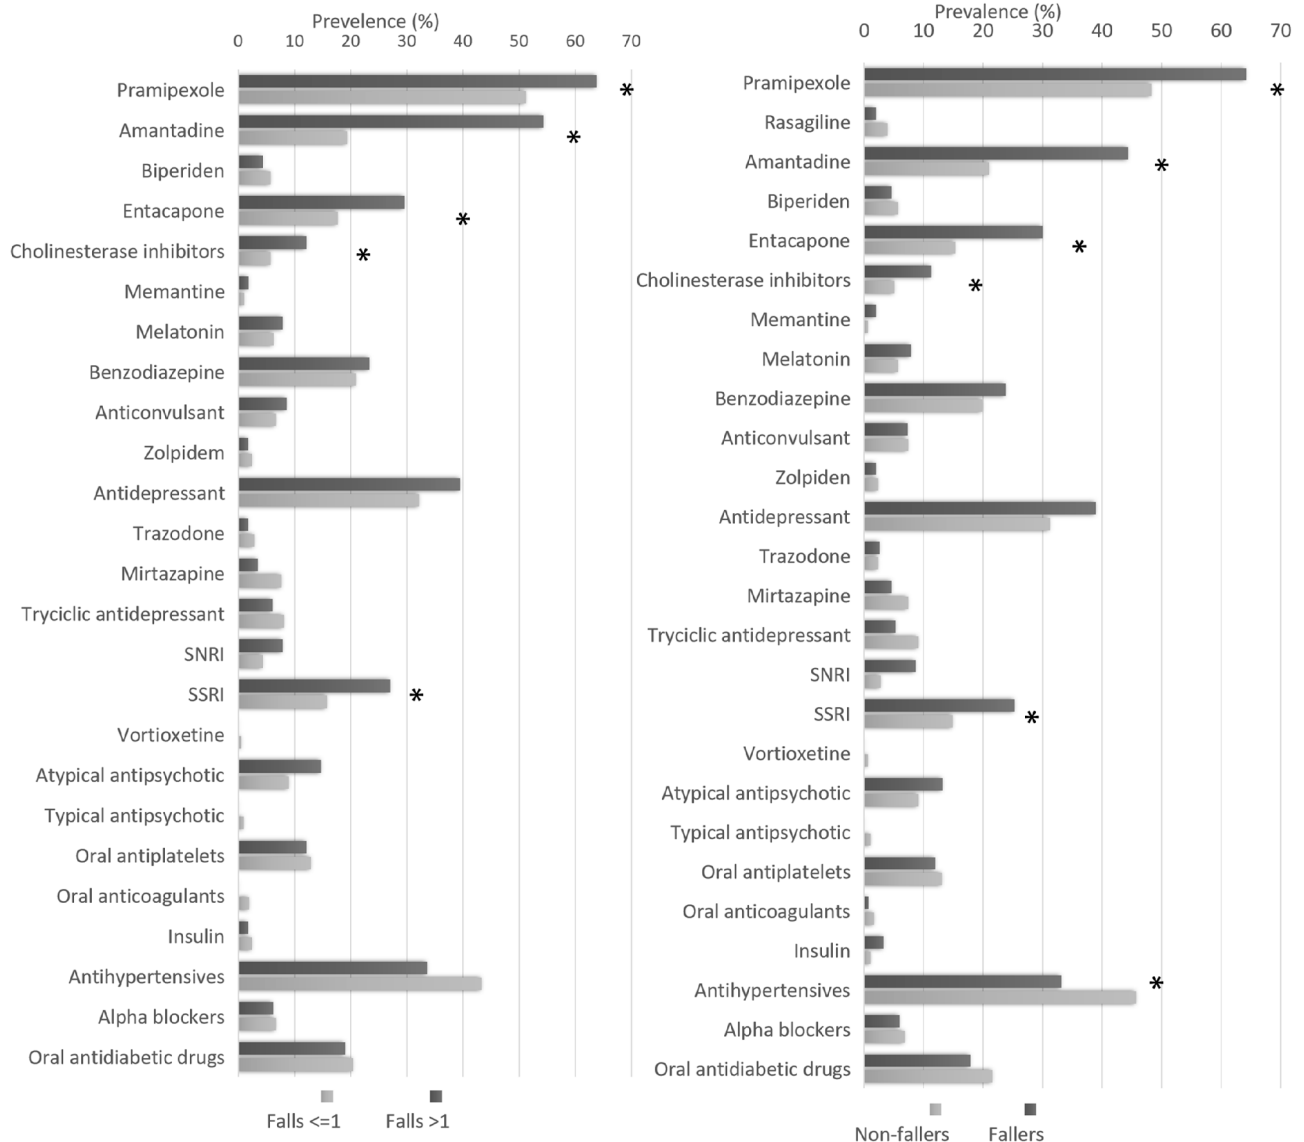 Prevelence (%)
0 10 20 30 40 50 60 70
Pramipexole *
Amantadine *
Biperiden
Entacapone *
Cholinesterase inhibitors *
Memantine
Melatonin
Benzodiazepine
Anticonvulsant
Zolpidem
Antidepressant
Trazodone
Mirtazapine
Tryciclic antidepressant
SNRI
SSRI *
Vortioxetine
Atypical antipsychotic
Typical antipsychotic
Oral antiplatelets
Oral anticoagulants
Insulin
Antihypertensives
Alpha blockers
Oral antidiabetic drugs
Falls <=1 Falls >1
Prevalence (%)
0 10 20 30 40 50 60 70
Pramipexole *
Rasagiline
Amantadine *
Biperiden
Entacapone *
Cholinesterase inhibitors *
Memantine
Melatonin
Benzodiazepine
Anticonvulsant
Zolpiden
Antidepressant
Trazodone
Mirtazapine
Tryciclic antidepressant
SNRI
SSRI *
Vortioxetine
Atypical antipsychotic
Typical antipsychotic
Oral antiplatelets
Oral anticoagulants
Insulin
Antihypertensives *
Alpha blockers
Oral antidiabetic drugs
Non-fallers Fallers